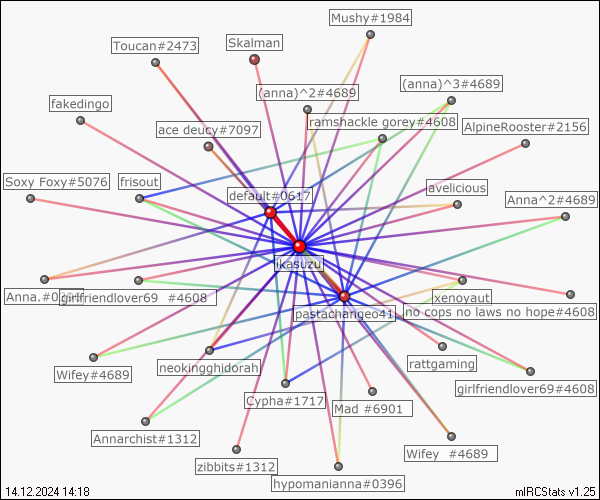 Mushy#1984
Toucan#2473
Skalman
(anna)^2#4689
(anna)^3#4689
fakedingo
ace deucy#7097
ramshackle gorey#4608
AlpineRooster#2156
Soxy Foxy#5076
frisout
default#0617
avelicious
Anna^2#4689
ikasuzu
Anna.#0
girlfriendlover69 #4608
xenoyaut
pastaahangeo41
no cops no laws no hope#4608
Wifey#4689
neokingghidorah
rattgaming
girlfriendlover69#4608
Cypha#1717
Mad #6901
Annarchist#1312
zibbits#1312
Wifey #4689
hypomanianna#0396
14.12.2024 14:18
mIRCStats v1.25